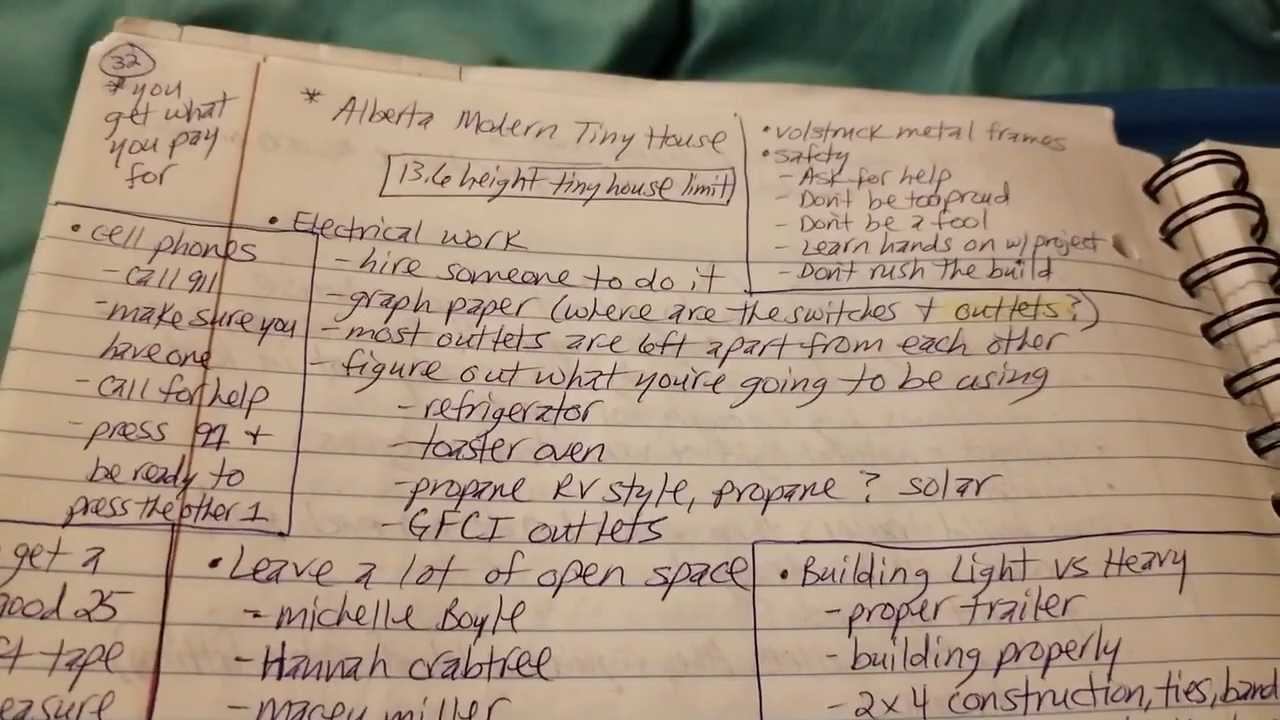 32
* you
get what
you pay
for
* Alberta Modern Tiny House
13.6 height tiny house limit
• volstruck metal frames
• safety
- Ask for help
- Don't be too proud
- Don't be a fool
- Learn hands on w/ project
- Don't rush the build
• cell phones
- call 911
- make sure you
have one
- call for help
- press 91 +
be ready to
press the other 1
• Electrical work
- hire someone to do it
- graph paper (where are the switches + outlets?)
- most outlets are 6ft apart from each other
- figure out what you're going to be using
- refrigerator
- toaster oven
- propane RV style, propane ? solar
- GFCI outlets
get a
good 25
ft tape
easure
• Leave a lot of open space
- Michelle Boyle
- Hannah crabtree
- macey miller
• Building Light vs Heavy
- proper trailer
- building properly
- 2x4 construction, ties, band